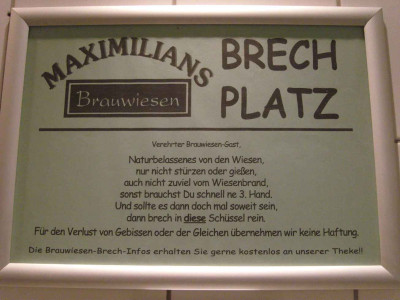 MAXIMILIANS
Brauwiesen
BRECH
PLATZ
Verehrter Brauwiesen-Gast,
Naturbelassenes von den Wiesen,
nur nicht stürzen oder gießen,
auch nicht zuviel vom Wiesenbrand,
sonst brauchst Du schnell ne 3. Hand.
Und sollte es dann doch mal soweit sein,
dann brech in diese Schüssel rein.
Für den Verlust von Gebissen oder der Gleichen übernehmen wir keine Haftung.
Die Brauwiesen-Brech-Infos erhalten Sie gerne kostenlos an unserer Theke!!